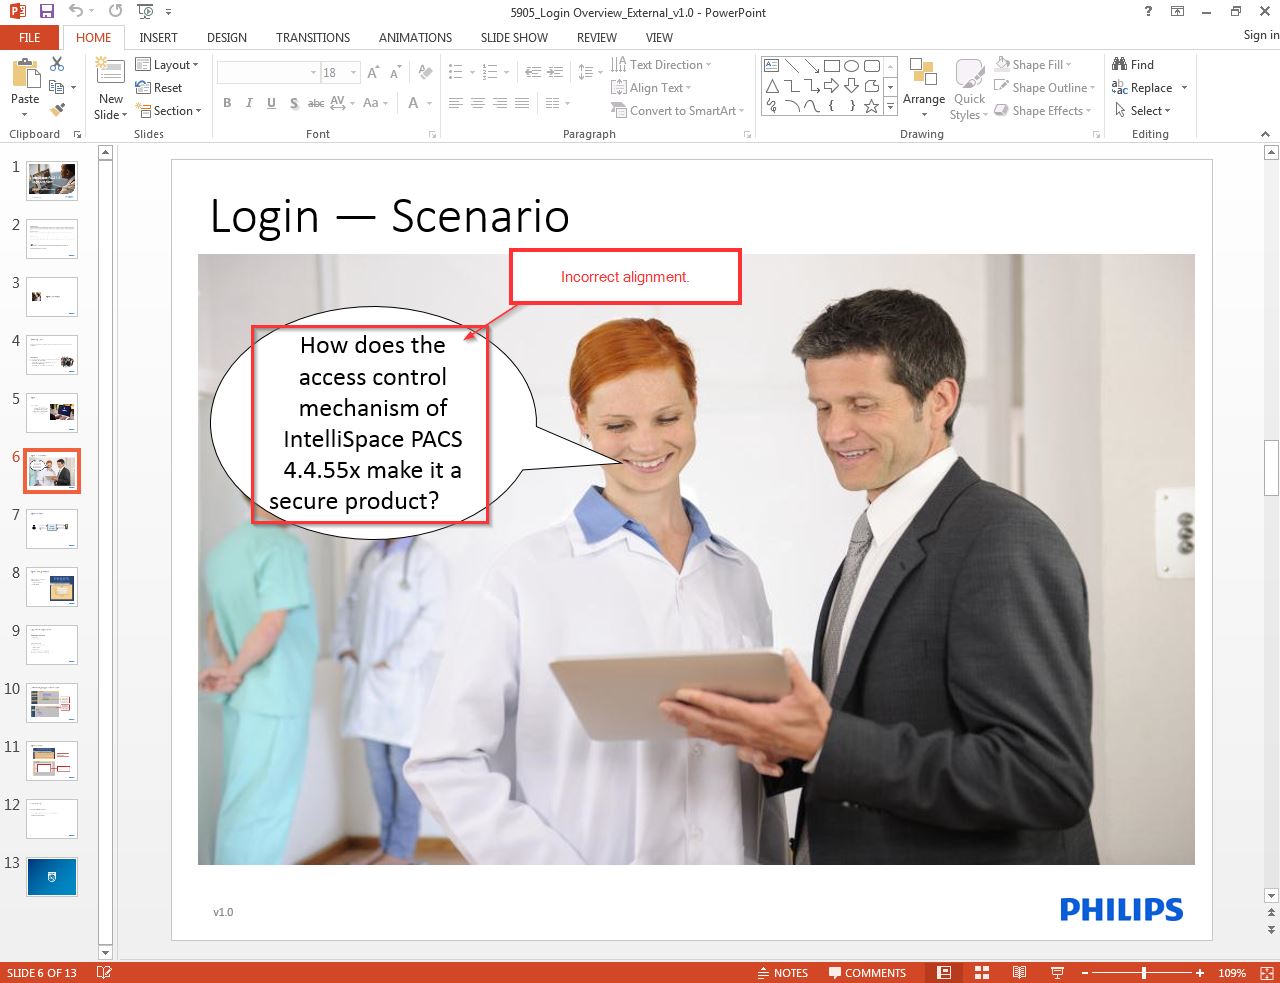 5905_Login Overview_External_v1.0 - PowerPoint
?
Sign in
FILE
HOME
INSERT
DESIGN
TRANSITIONS
ANIMATIONS
SLIDE SHOW
REVIEW
VIEW
Paste
Clipboard
New
Slide
Layout
Reset
Section
Slides
18
B I U S abc AV Aa A
Font
Text Direction
Align Text
Convert to SmartArt
Paragraph
Arrange
Quick
Styles
Shape Fill
Shape Outline
Shape Effects
Drawing
Find
Replace
Select
Editing
1
2
3
4
5
6
7
8
9
10
11
12
13
Login — Scenario
Incorrect alignment.
How does the
access control
mechanism of
IntelliSpace PACS
4.4.55x make it a
secure product?
v1.0
PHILIPS
SLIDE 6 OF 13
NOTES
COMMENTS
109%